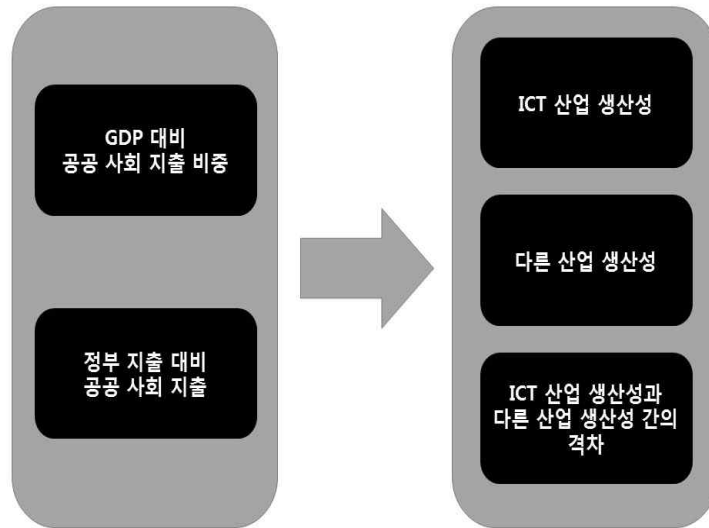 GDP 대비
공공 사회 지출 비중
정부 지출 대비
공공 사회 지출
ICT 산업 생산성
다른 산업 생산성
ICT 산업 생산성과
다른 산업 생산성 간의
격차